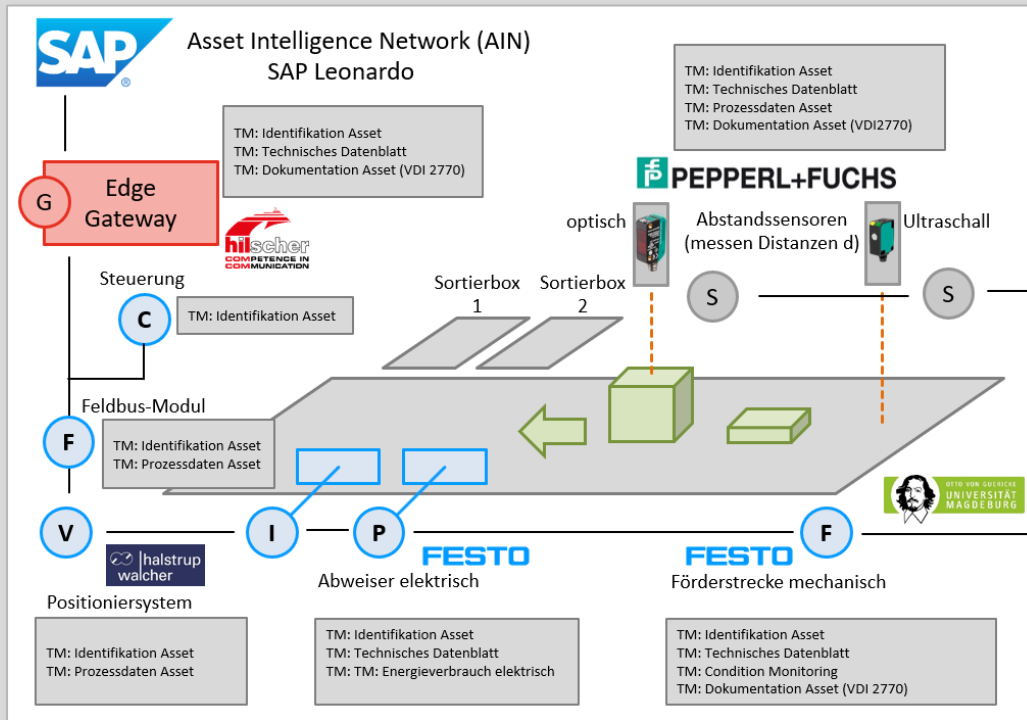 SAP
®
Asset Intelligence Network (AIN)
SAP Leonardo
TM: Identifikation Asset
TM: Technisches Datenblatt
TM: Prozessdaten Asset
TM: Dokumentation Asset (VDI2770)
TM: Identifikation Asset
TM: Technisches Datenblatt
TM: Dokumentation Asset (VDI 2770)
G
Edge
Gateway
hilscher
COMPETENCE IN
COMMUNICATION
PEPPERL+FUCHS
optisch
Abstandssensoren
(messen Distanzen d)
Ultraschall
S
S
Steuerung
C
TM: Identifikation Asset
Sortierbox
1
Sortierbox
2
Feldbus-Modul
F
TM: Identifikation Asset
TM: Prozessdaten Asset
OTTO VON GUERICKE
UNIVERSITÄT
MAGDEBURG
V
I
P
F
halstrup
walcher
FESTO
FESTO
Positioniersystem
Abweiser elektrisch
Förderstrecke mechanisch
TM: Identifikation Asset
TM: Prozessdaten Asset
TM: Identifikation Asset
TM: Technisches Datenblatt
TM: TM: Energieverbrauch elektrisch
TM: Identifikation Asset
TM: Technisches Datenblatt
TM: Condition Monitoring
TM: Dokumentation Asset (VDI 2770)